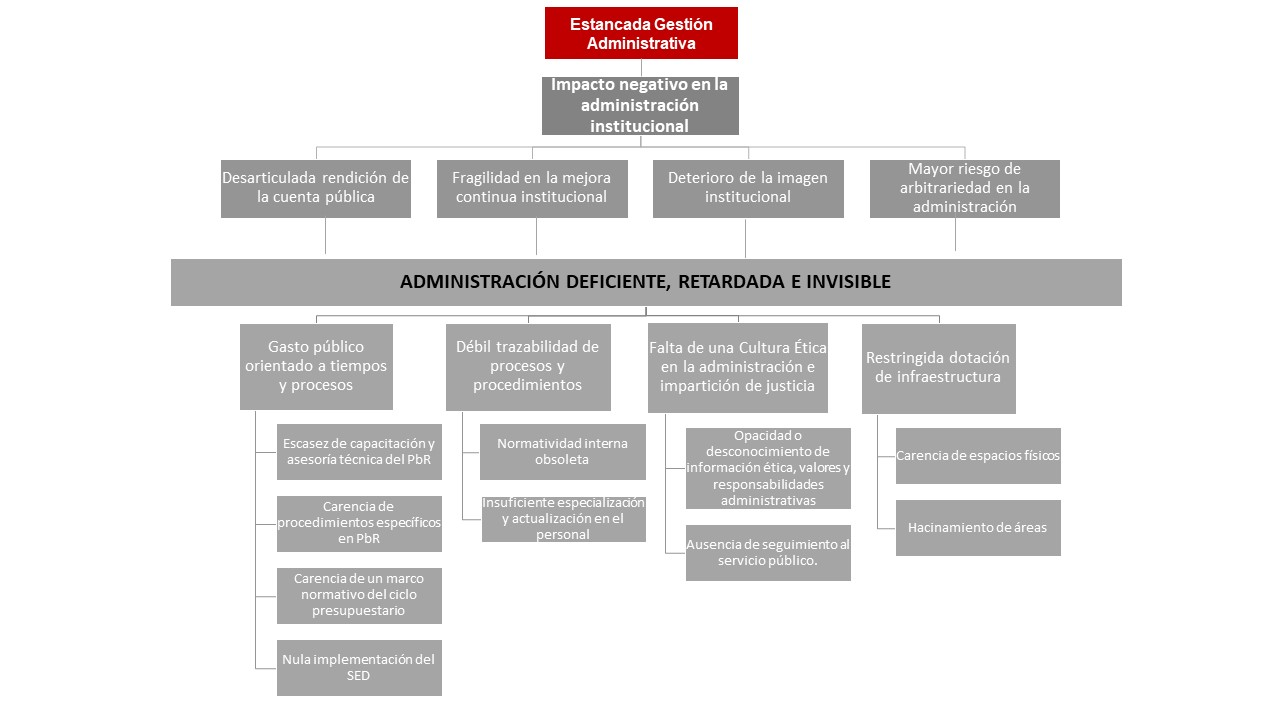 Estancada Gestión
Administrativa
Impacto negativo en la
administración
institucional
Desarticulada rendición de
la cuenta pública
Fragilidad en la mejora
continua institucional
Deterioro de la imagen
institucional
Mayor riesgo de
arbitrariedad en la
administración
ADMINISTRACIÓN DEFICIENTE, RETARDADA E INVISIBLE
Gasto público
orientado a tiempos
y procesos
Escasez de capacitación y
asesoría técnica del PbR
Carencia de
procedimientos específicos
en PbR
Carencia de un marco
normativo del ciclo
presupuestario
Nula implementación del
SED
Débil trazabilidad de
procesos y
procedimientos
Normatividad interna
obsoleta
Insuficiente especialización
y actualización en el
personal
Falta de una Cultura Ética
en la administración e
impartición de justicia
Opacidad o
desconocimiento de
información ética, valores y
responsabilidades
administrativas
Ausencia de seguimiento al
servicio público.
Restringida dotación
de infraestructura
Carencia de espacios físicos
Hacinamiento de áreas